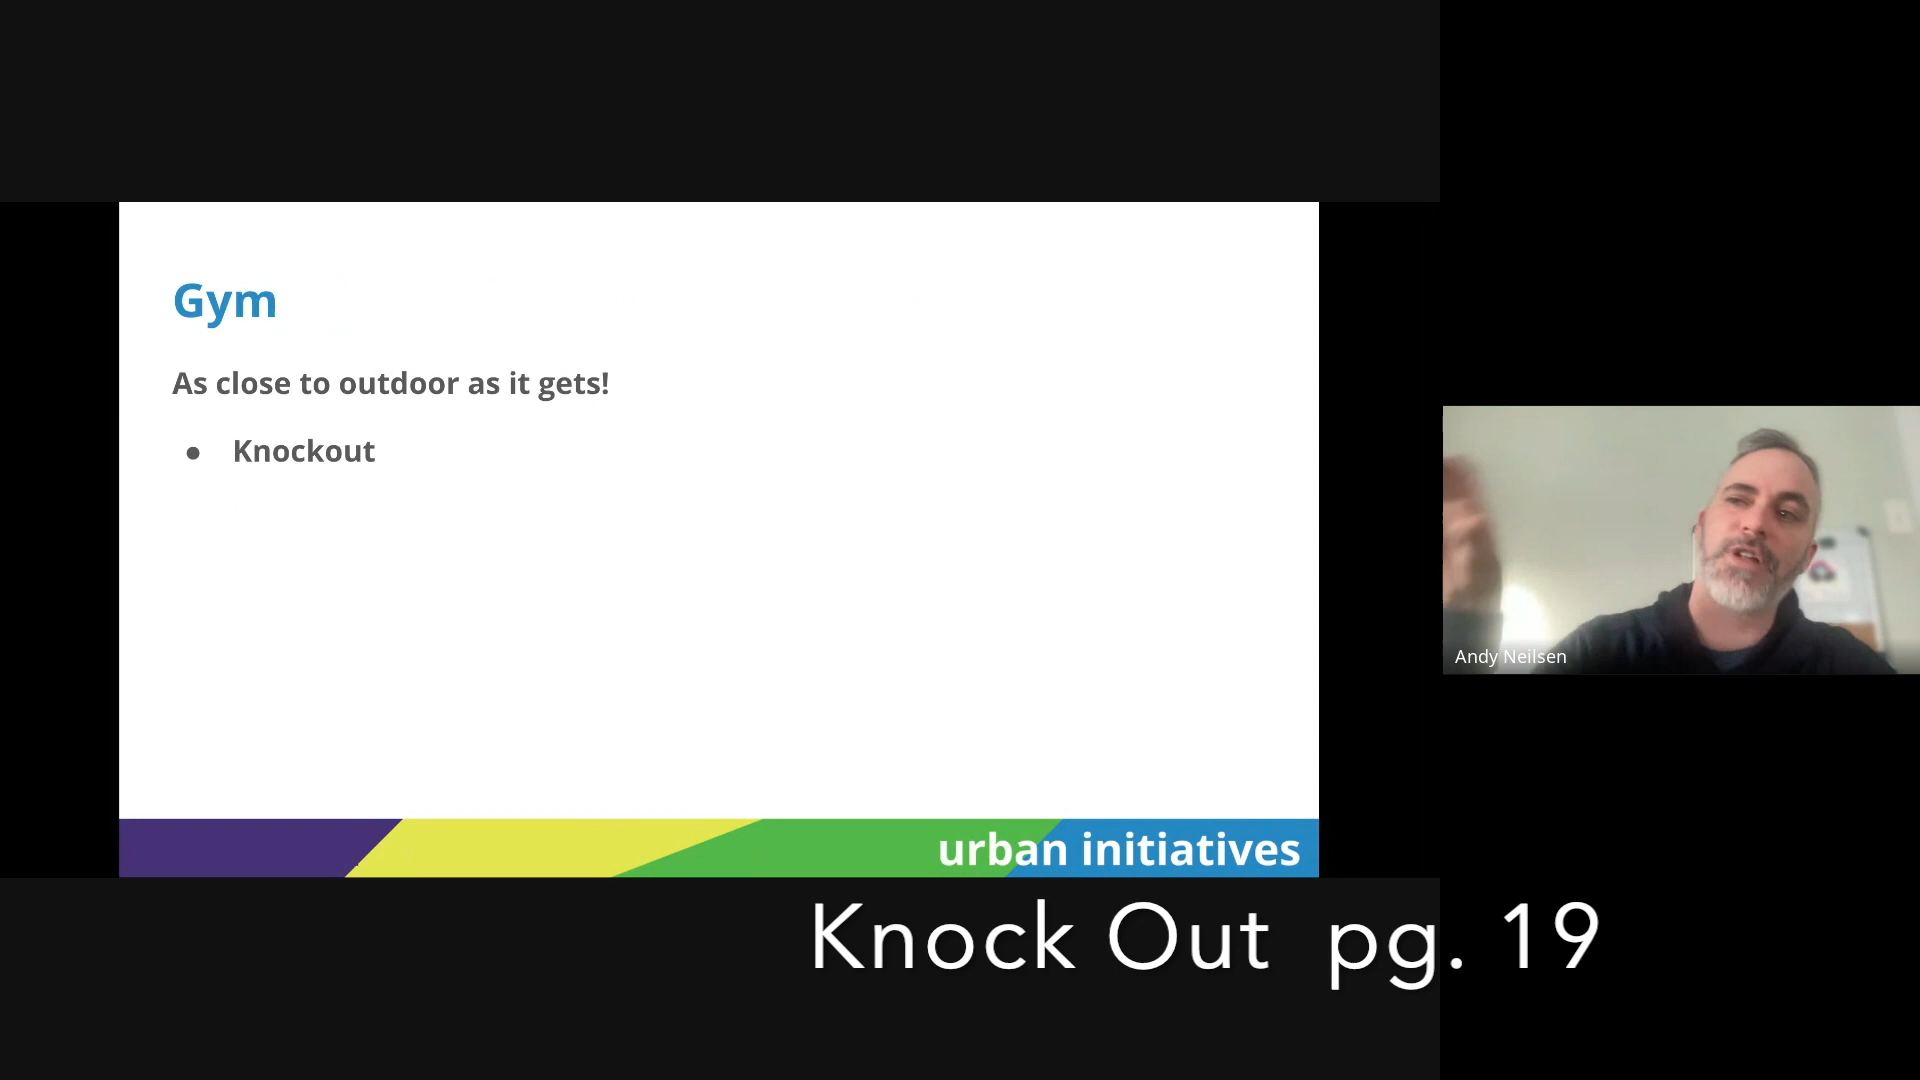 Gym
As close to outdoor as it gets!
● Knockout
Andy Neilsen
urban initiatives
Knock Out pg. 19